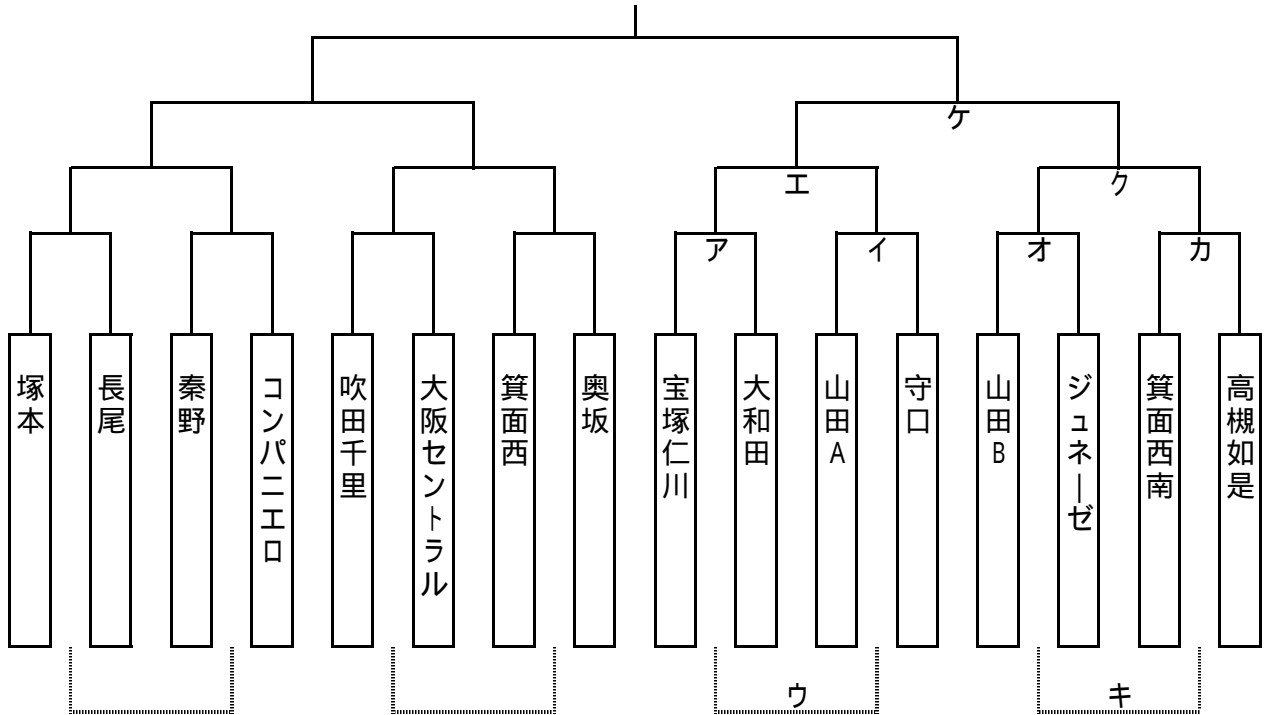 ケ
エ
ク
ア
イ
オ
カ
塚本
長尾
秦野
コンパニエロ
吹田千里
大阪セントラル
箕面西
奥坂
宝塚仁川
大和田
山田A
守口
山田B
ジュネーゼ
箕面西南
高槻如是
ウ
キ